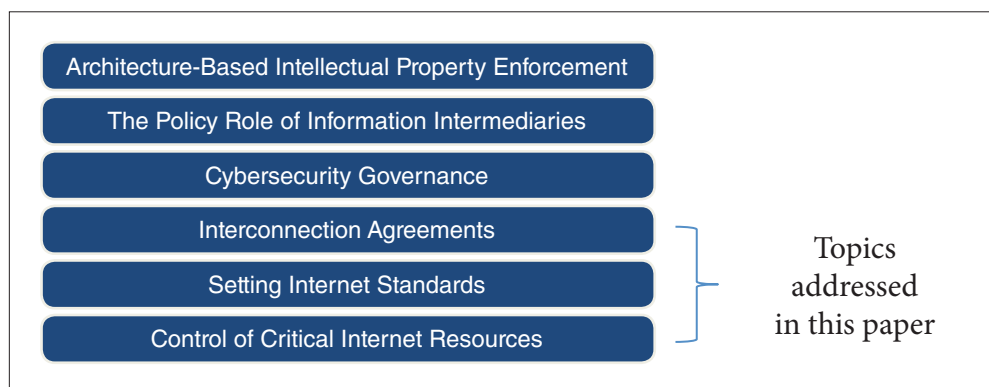 Architecture-Based Intellectual Property Enforcement
The Policy Role of Information Intermediaries
Cybersecurity Governance
Interconnection Agreements
Setting Internet Standards
Control of Critical Internet Resources
Topics
addressed
in this paper